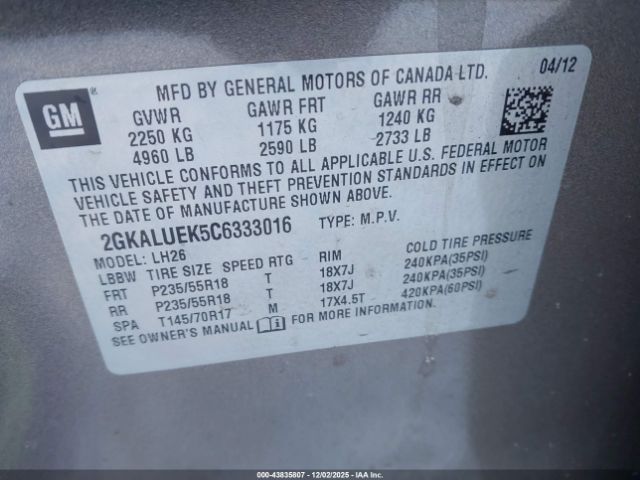 MFD BY GENERAL MOTORS OF CANADA LTD. 04/12
GM
GVWR GAWR FRT GAWR RR
2250 KG 1175 KG 1240 KG
4960 LB 2590 LB 2733 LB
THIS VEHICLE CONFORMS TO ALL APPLICABLE U.S. FEDERAL MOTOR
VEHICLE SAFETY AND THEFT PREVENTION STANDARDS IN EFFECT ON
THE DATE OF MANUFACTURE SHOWN ABOVE.
2GKALUEK5C6333016 TYPE: M.P.V.
MODEL: LH26
LBBW TIRE SIZE SPEED RTG RIM COLD TIRE PRESSURE
FRT P235/55R18 T 18X7J 240KPA(35PSI)
RR P235/55R18 T 18X7J 240KPA(35PSI)
SPA T145/70R17 M 17X4.5T 420KPA(60PSI)
SEE OWNER'S MANUAL FOR MORE INFORMATION.
000-43835807 - 12/02/2025 - IAAI.COM